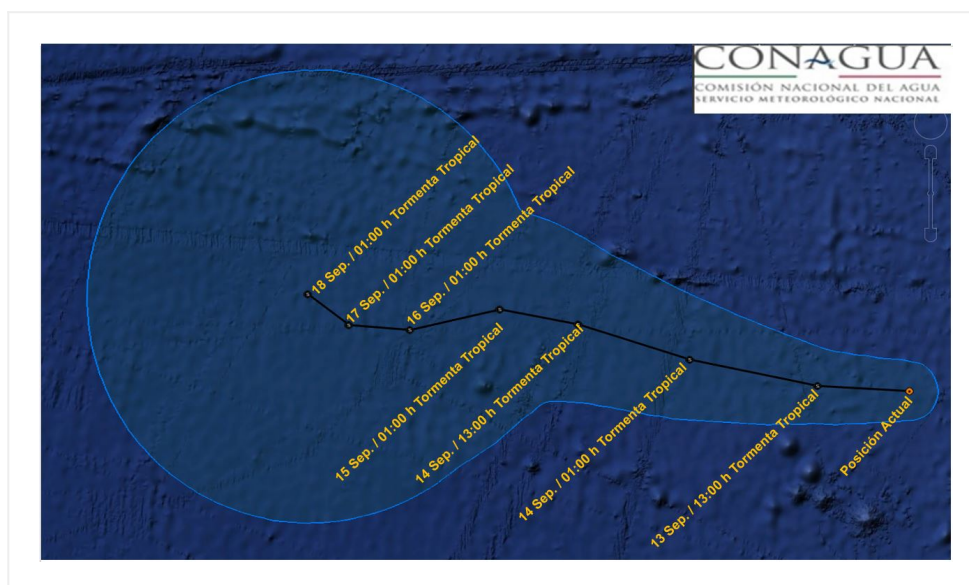 CONAGUA
COMISIÓN NACIONAL DEL AGUA
SERVICIO METEOROLÓGICO NACIONAL
18 Sep. / 01:00 h Tormenta Tropical
17 Sep. / 01:00 h Tormenta Tropical
16 Sep. / 01:00 h Tormenta Tropical
15 Sep. / 01:00 h Tormenta Tropical
14 Sep. / 13:00 h Tormenta Tropical
14 Sep. / 01:00 h Tormenta Tropical
13 Sep. / 13:00 h Tormenta Tropical
Posición Actual